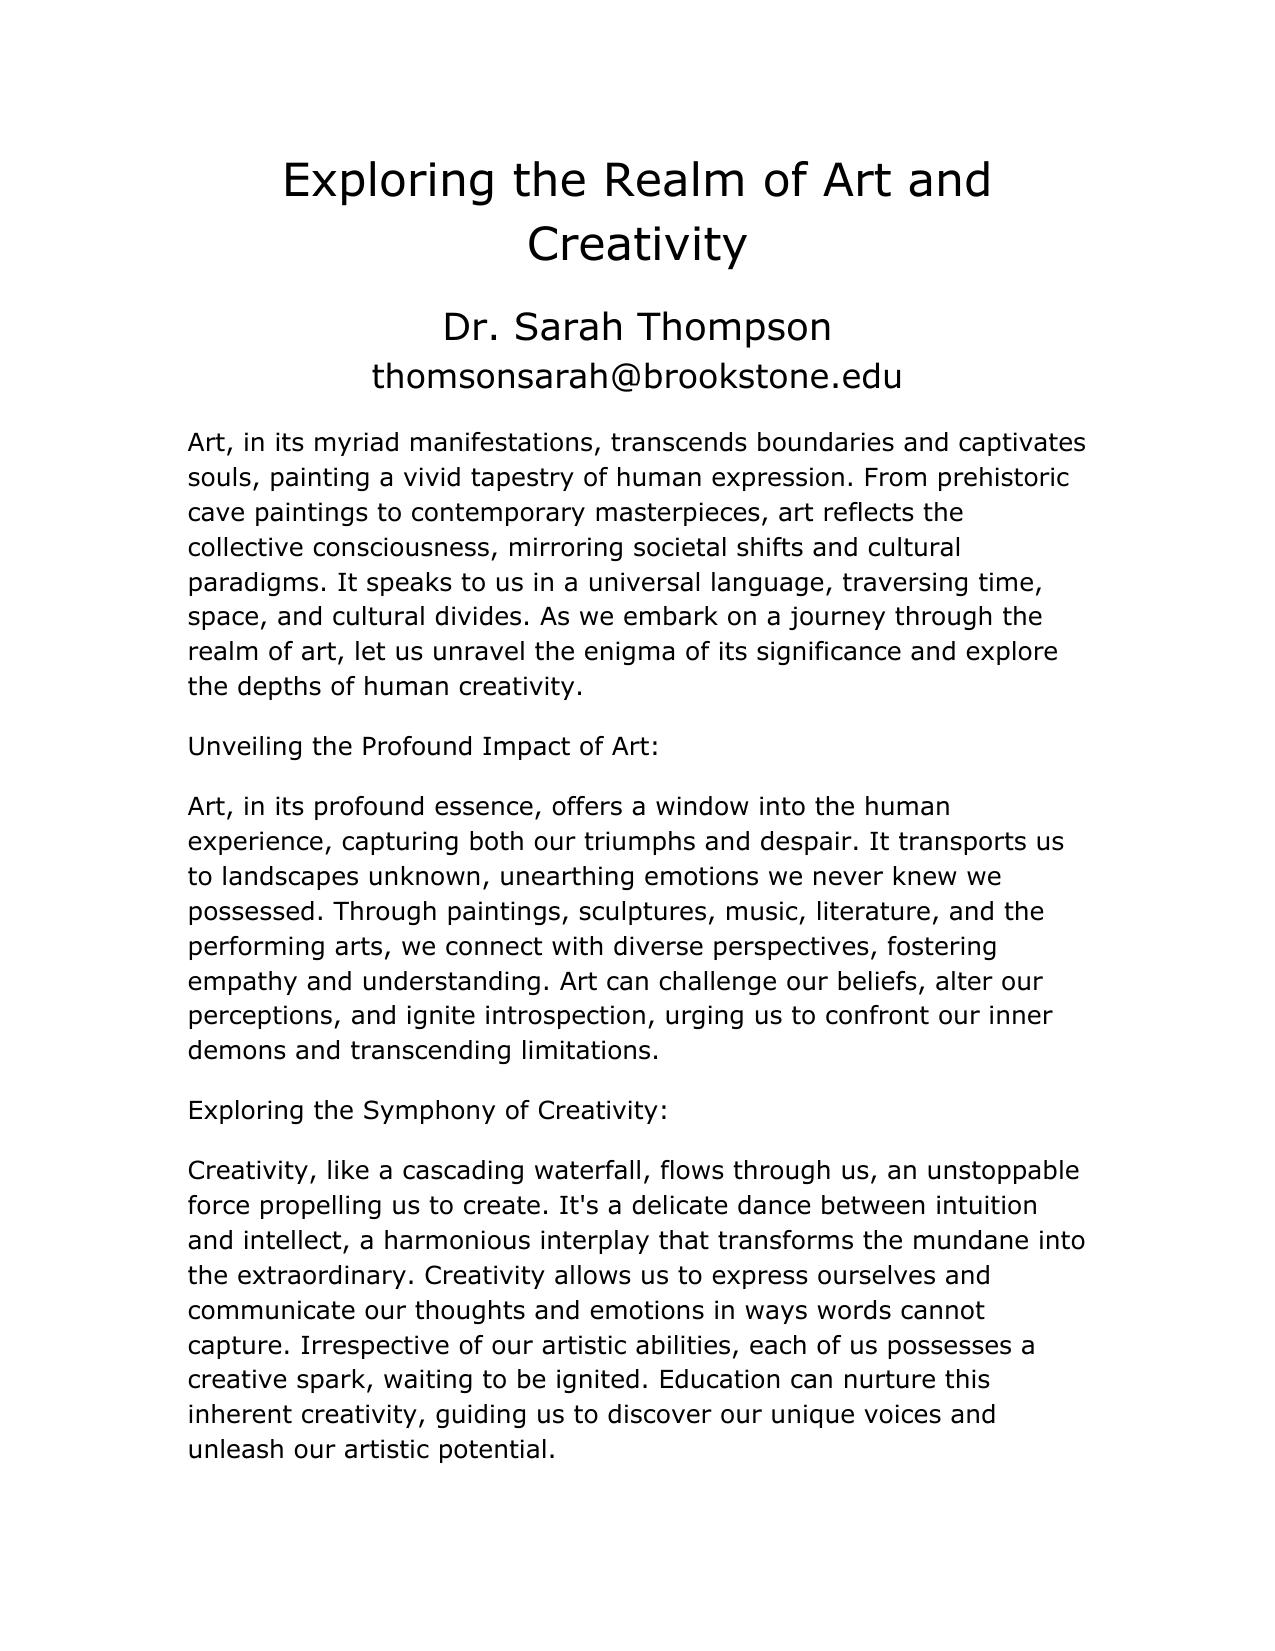 Exploring the Realm of Art and
Creativity
Dr. Sarah Thompson
thomsonsarah@brookstone.edu
Art, in its myriad manifestations, transcends boundaries and captivates
souls, painting a vivid tapestry of human expression. From prehistoric
cave paintings to contemporary masterpieces, art reflects the
collective consciousness, mirroring societal shifts and cultural
paradigms. It speaks to us in a universal language, traversing time,
space, and cultural divides. As we embark on a journey through the
realm of art, let us unravel the enigma of its significance and explore
the depths of human creativity.
Unveiling the Profound Impact of Art:
Art, in its profound essence, offers a window into the human
experience, capturing both our triumphs and despair. It transports us
to landscapes unknown, unearthing emotions we never knew we
possessed. Through paintings, sculptures, music, literature, and the
performing arts, we connect with diverse perspectives, fostering
empathy and understanding. Art can challenge our beliefs, alter our
perceptions, and ignite introspection, urging us to confront our inner
demons and transcending limitations.
Exploring the Symphony of Creativity:
Creativity, like a cascading waterfall, flows through us, an unstoppable
force propelling us to create. It's a delicate dance between intuition
and intellect, a harmonious interplay that transforms the mundane into
the extraordinary. Creativity allows us to express ourselves and
communicate our thoughts and emotions in ways words cannot
capture. Irrespective of our artistic abilities, each of us possesses a
creative spark, waiting to be ignited. Education can nurture this
inherent creativity, guiding us to discover our unique voices and
unleash our artistic potential.